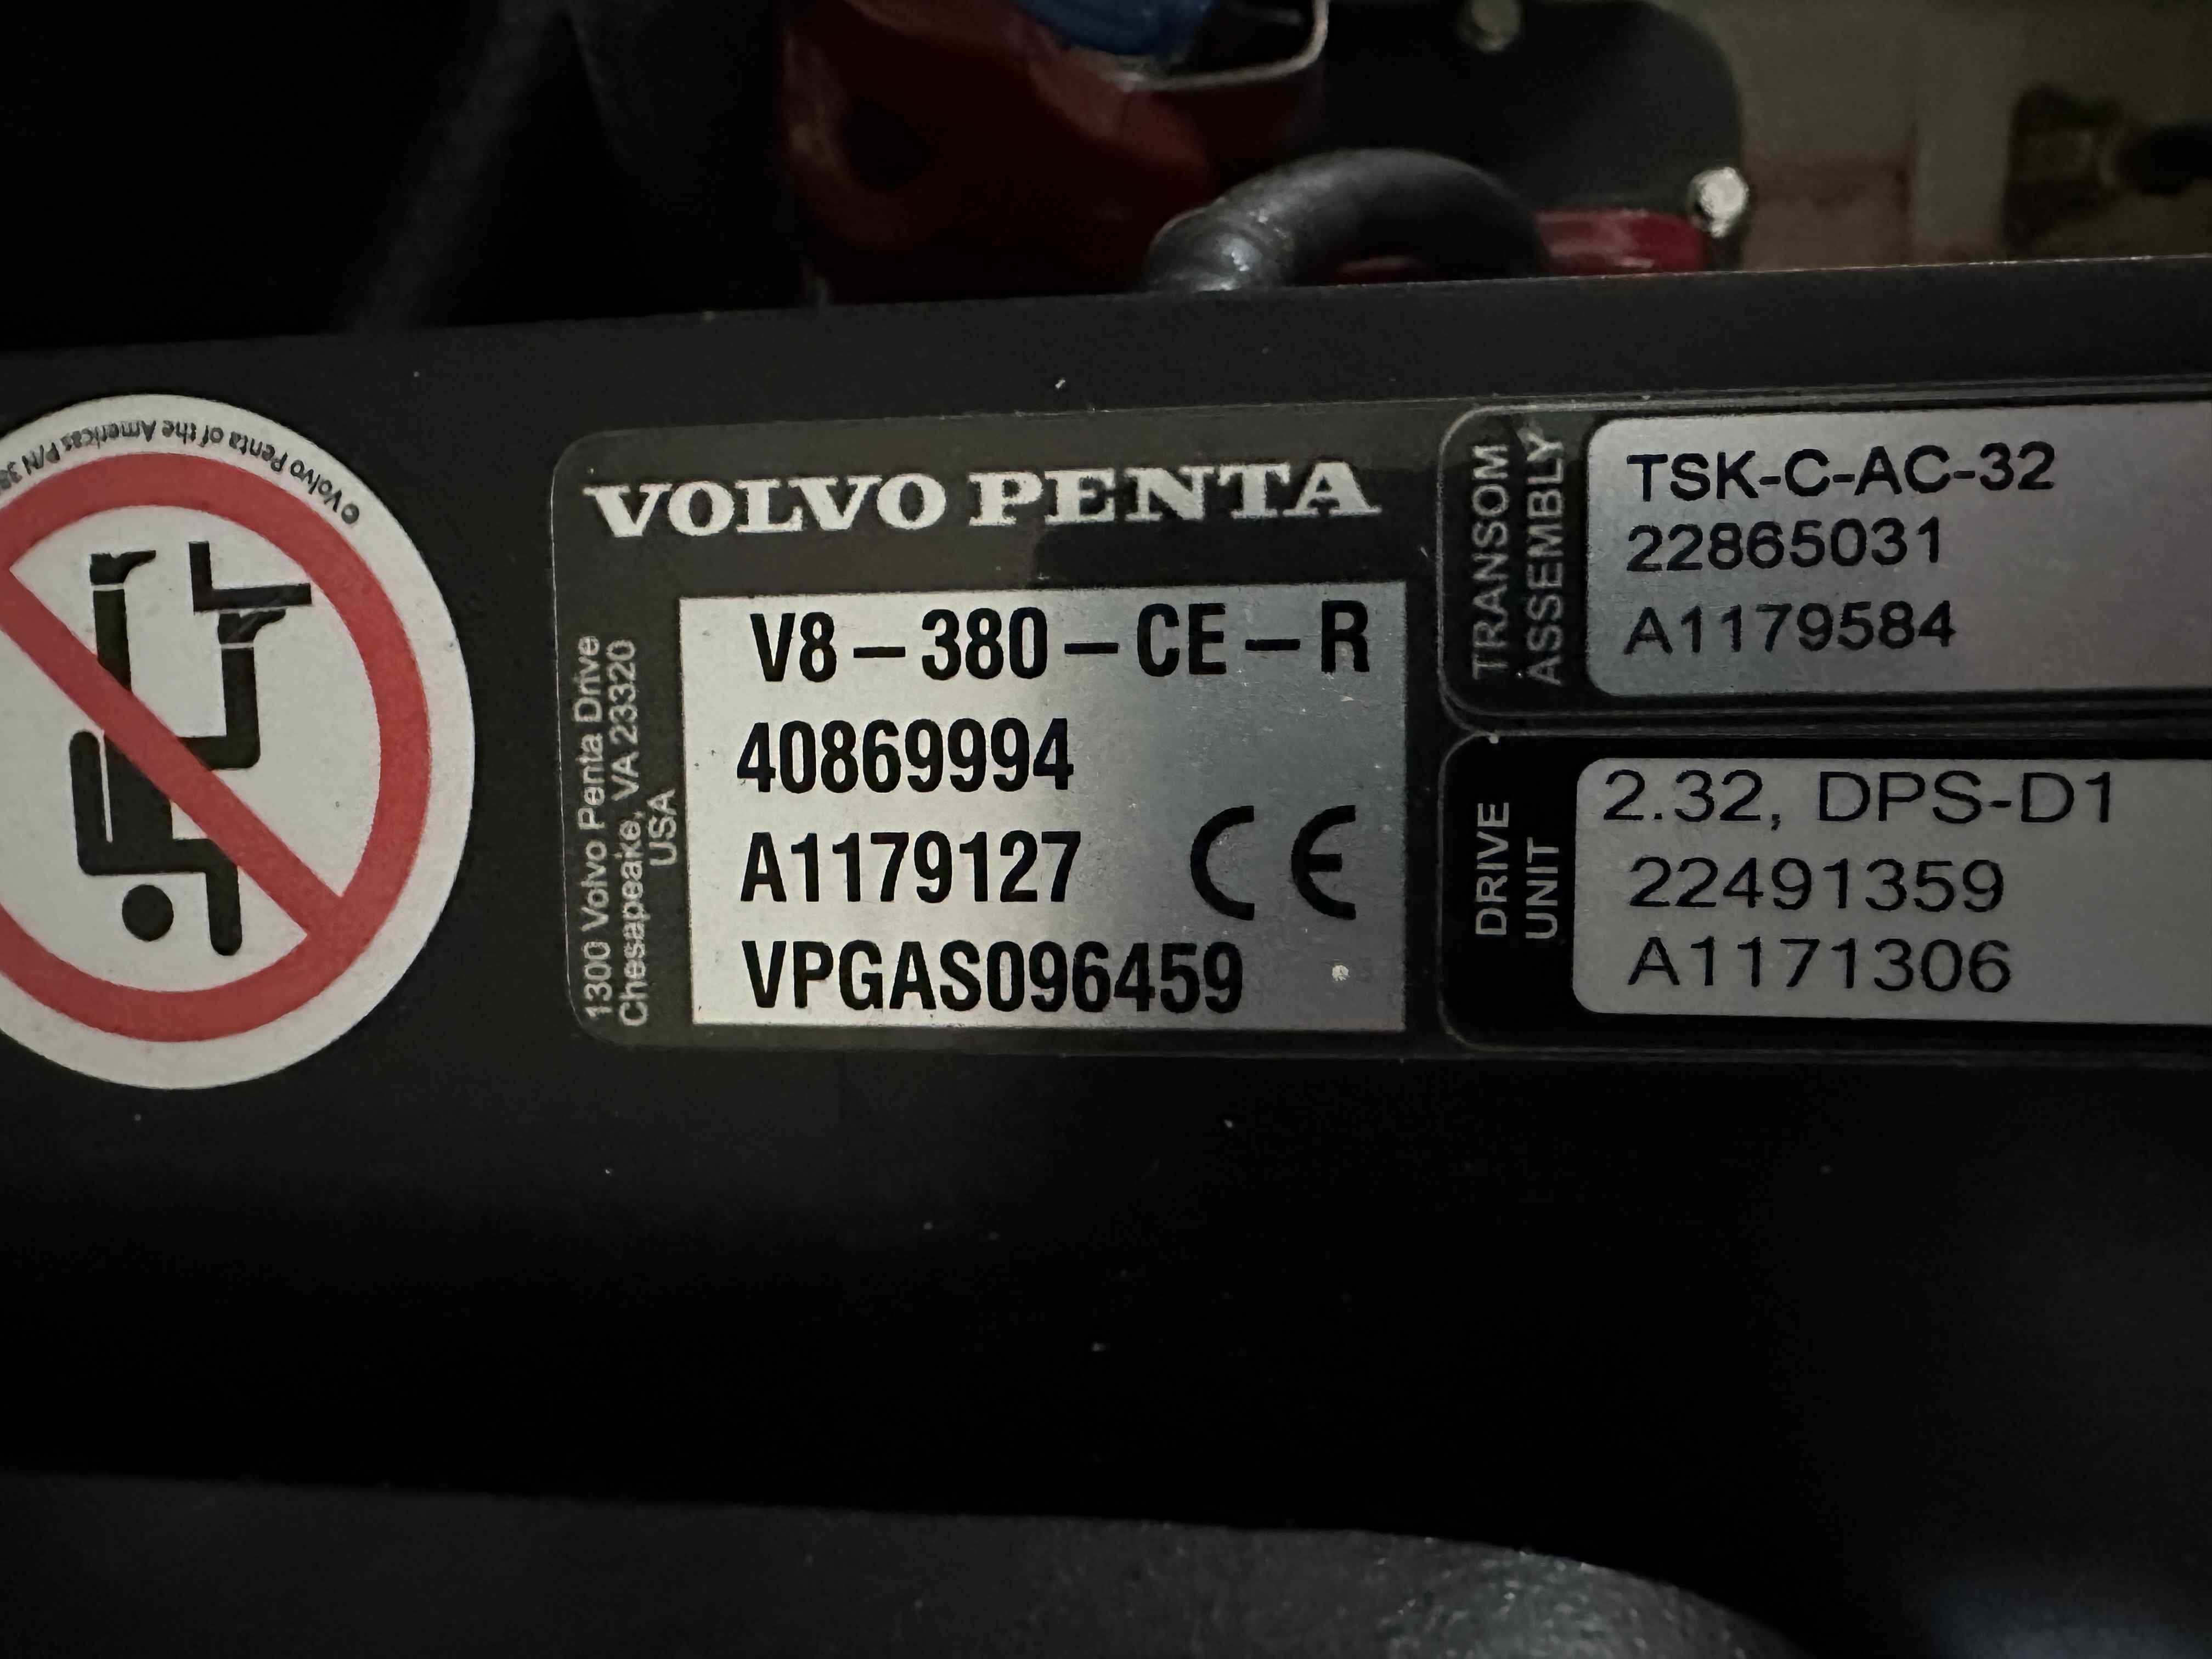 © Volvo Penta of the Americas P/N 38
VOLVO PENTA
1300 Volvo Penta Drive
Chesapeake, VA 23320
USA
V8-380-CE-R
40869994
A1179127 CE
VPGAS096459
TRANSOM
ASSEMBLY
TSK-C-AC-32
22865031
A1179584
DRIVE
UNIT
2.32, DPS-D1
22491359
A1171306